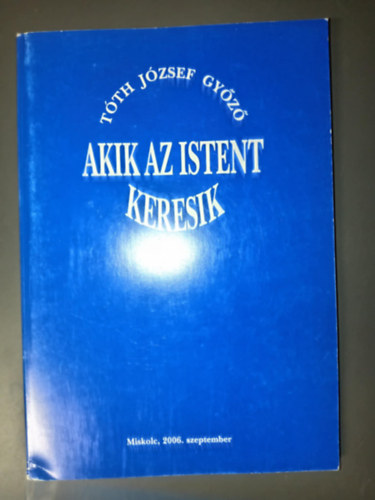 TÓTH JÓZSEF GYŐZŐ
AKIK AZ ISTENT
KERESIK
Miskolc, 2006. szeptember